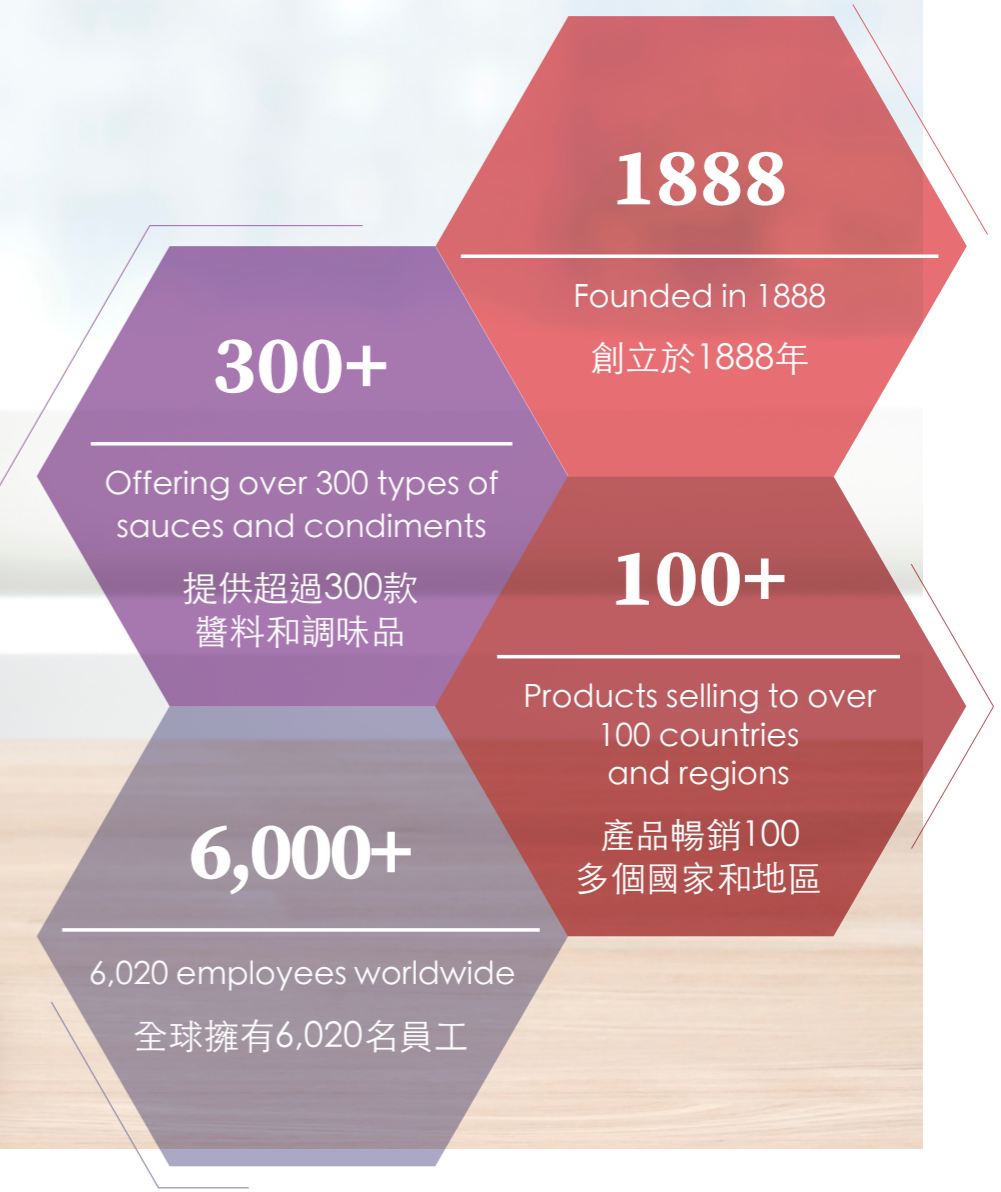 1888
Founded in 1888
創立於1888年
300+
Offering over 300 types of
sauces and condiments
提供超過300款
醬料和調味品
100+
Products selling to over
100 countries
and regions
產品暢銷100
多個國家和地區
6,000+
6,020 employees worldwide
全球擁有6,020名員工